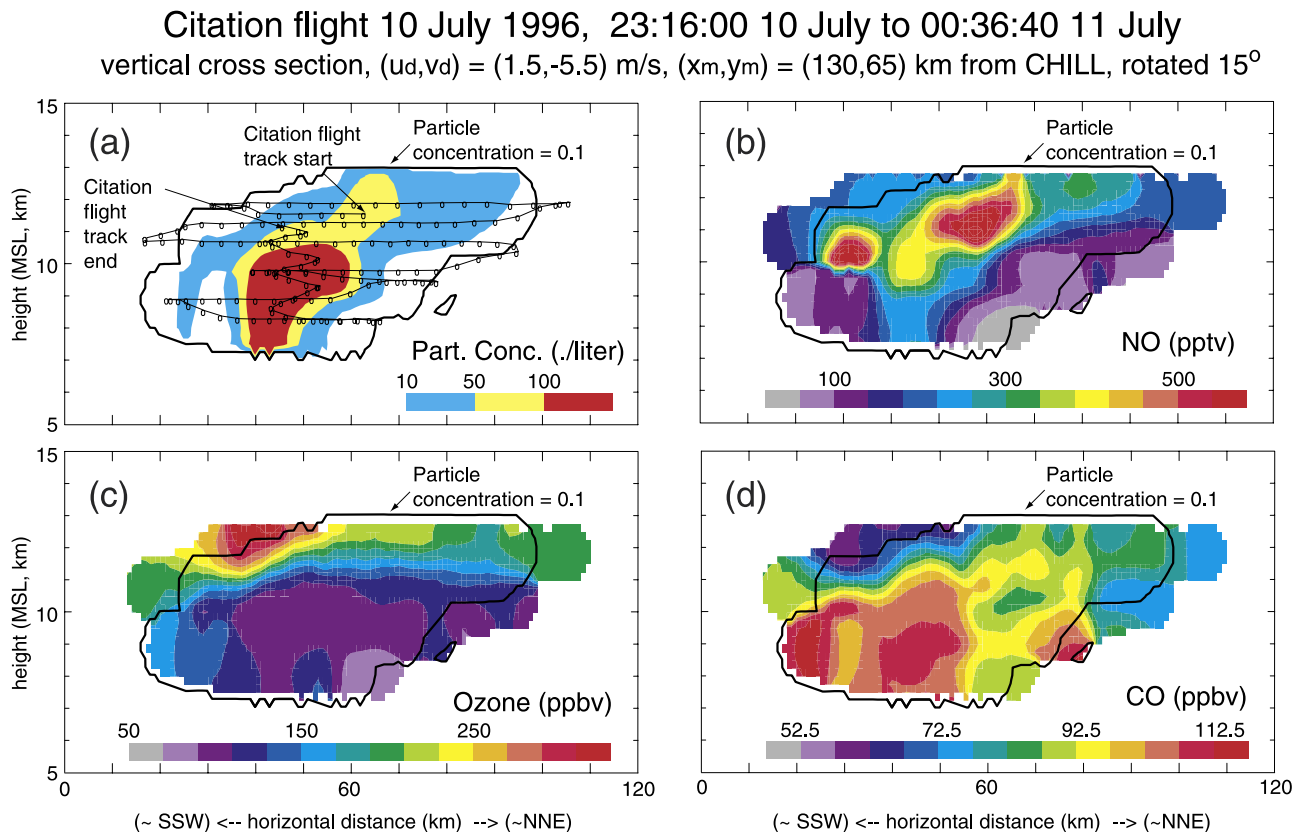 Citation flight 10 July 1996, 23:16:00 10 July to 00:36:40 11 July
vertical cross section, (ud,vd) = (1.5,-5.5) m/s, (xm,ym) = (130,65) km from CHILL, rotated 15o
15
10
5
height (MSL, km)
(a)
Citation flight
track start
Particle
concentration = 0.1
Citation
flight
track
end
Part. Conc. (./liter)
10 50 100
(b)
Particle
concentration = 0.1
NO (pptv)
100 300 500
15
10
5
height (MSL, km)
(c)
Particle
concentration = 0.1
Ozone (ppbv)
50 150 250
0 60
(~ SSW) <-- horizontal distance (km) --> (~NNE)
(d)
Particle
concentration = 0.1
CO (ppbv)
52.5 72.5 92.5 112.5
0 60 120
(~ SSW) <-- horizontal distance (km) --> (~NNE)